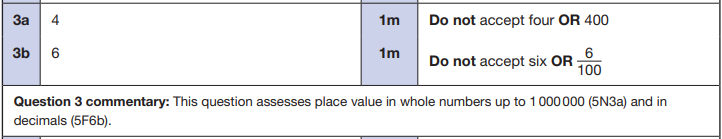 3a 4 1m Do not accept four OR 400
3b 6 1m Do not accept six OR 6/100
Question 3 commentary: This question assesses place value in whole numbers up to 1 000 000 (5N3a) and in
decimals (5F6b).